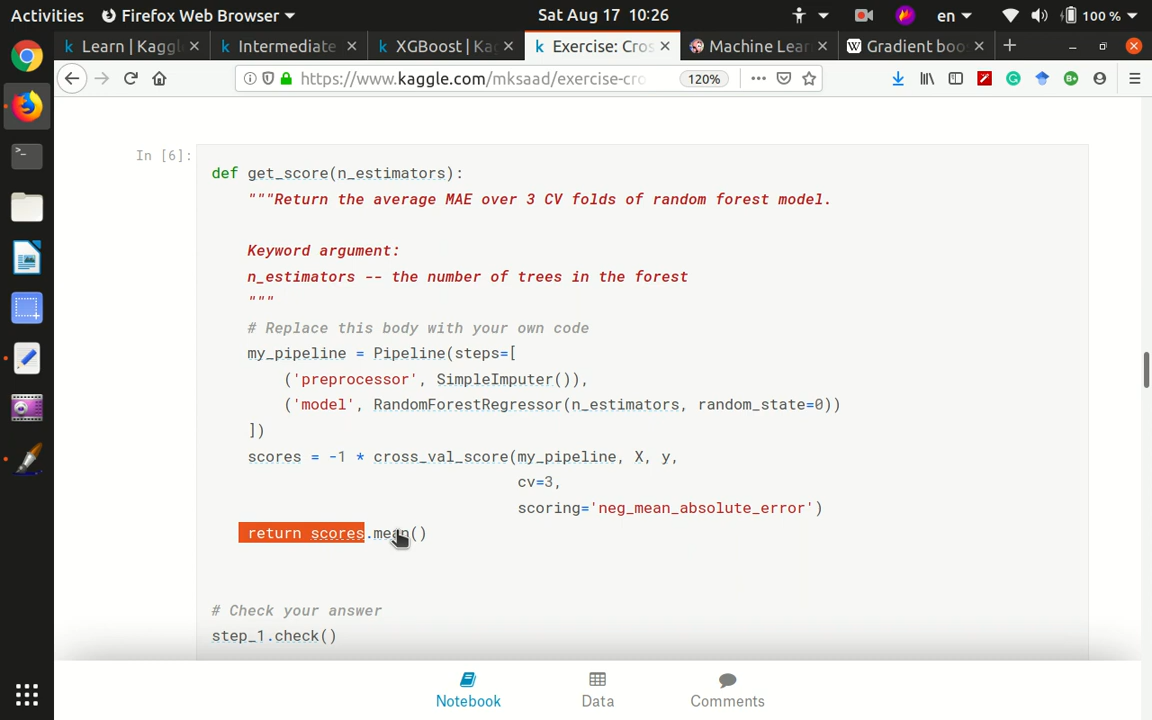 Activities Firefox Web Browser Sat Aug 17 10:26 en 100 %
Learn | Kaggl Intermediate XGBoost | Ka Exercise: Cros Machine Lear W Gradient boo
https://www.kaggle.com/mksaad/exercise-cro 120%
In [6]:
def get_score(n_estimators):
"""Return the average MAE over 3 CV folds of random forest model.
Keyword argument:
n_estimators -- the number of trees in the forest
"""
# Replace this body with your own code
my_pipeline = Pipeline(steps=[
('preprocessor', SimpleImputer()),
('model', RandomForestRegressor(n_estimators, random_state=0))
])
scores = -1 * cross_val_score(my_pipeline, X, y,
cv=3,
scoring='neg_mean_absolute_error')
return scores.mean()
# Check your answer
step_1.check()
Notebook Data Comments